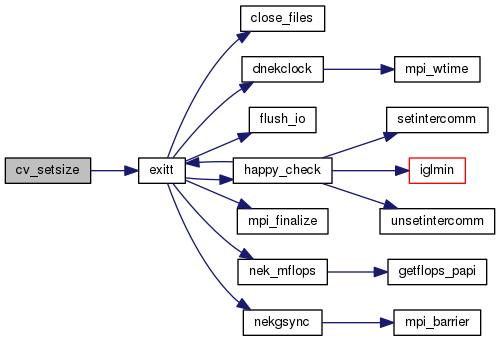 close_files
dnekclock
mpi_wtime
flush_io
setintercomm
cv_setsize
exitt
happy_check
iglmin
mpi_finalize
unsetintercomm
nek_mflops
getflops_papi
nekgsync
mpi_barrier